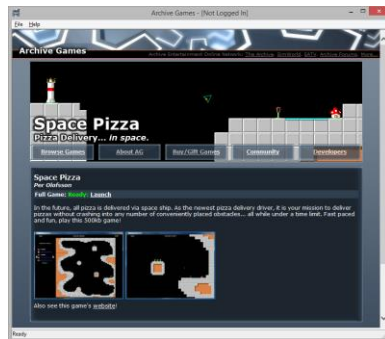 Archive Games - [Not Logged In]
File Help
Archive Games
Archive Entertainment Online Network: The Archive, Grimbots, SATV, Archive Forums, More...
Space Pizza
Pizza Delivery... in space.
Browse Games About AG Buy/Gift Games Community Developers
Space Pizza
Per Olofsson
Full Game: Ready: Launch
In the future, all pizza is delivered via space ship. As the newest pizza delivery driver, it is your mission to deliver
pizzas without crashing into any number of conveniently placed obstacles... all while under a time limit. Fast paced
and fun, play this 500kb game!
Also see this game's website!
Ready